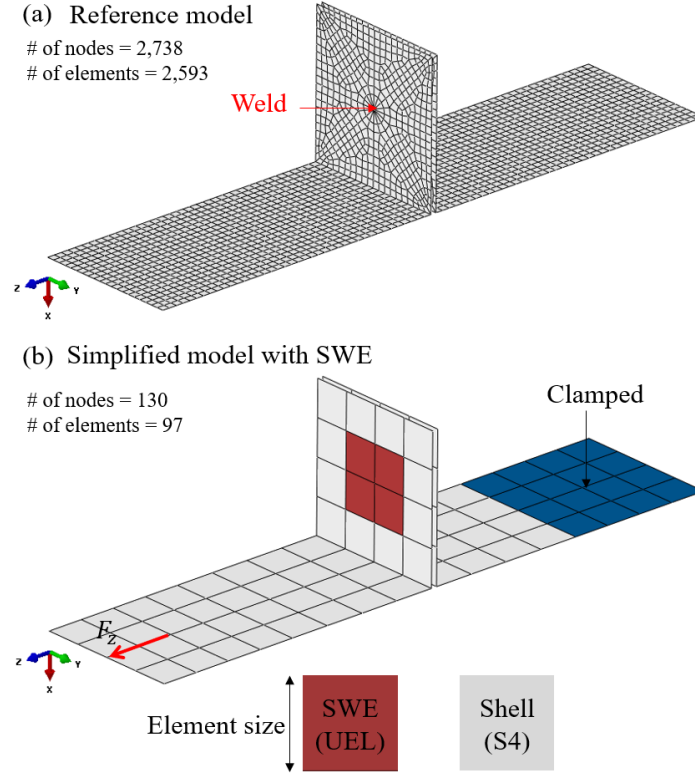 (a) Reference model
# of nodes = 2,738
# of elements = 2,593
Weld
Z
Y
X
(b) Simplified model with SWE
# of nodes = 130
# of elements = 97
Clamped
F_z
Z
Y
X
Element size
SWE
(UEL)
Shell
(S4)